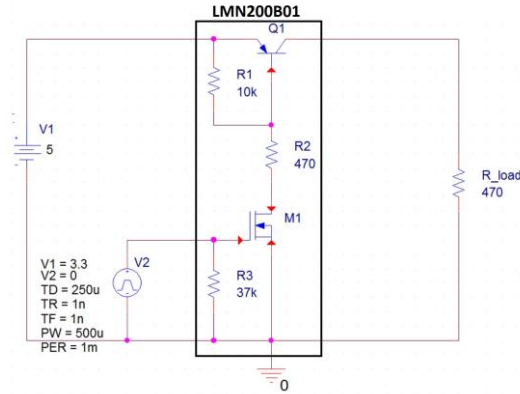 LMN200B01
Q1
R1
10k
V1
5
R2
470
R_load
470
M1
V2
R3
37k
V1 = 3.3
V2 = 0
TD = 250u
TR = 1n
TF = 1n
PW = 500u
PER = 1m
0